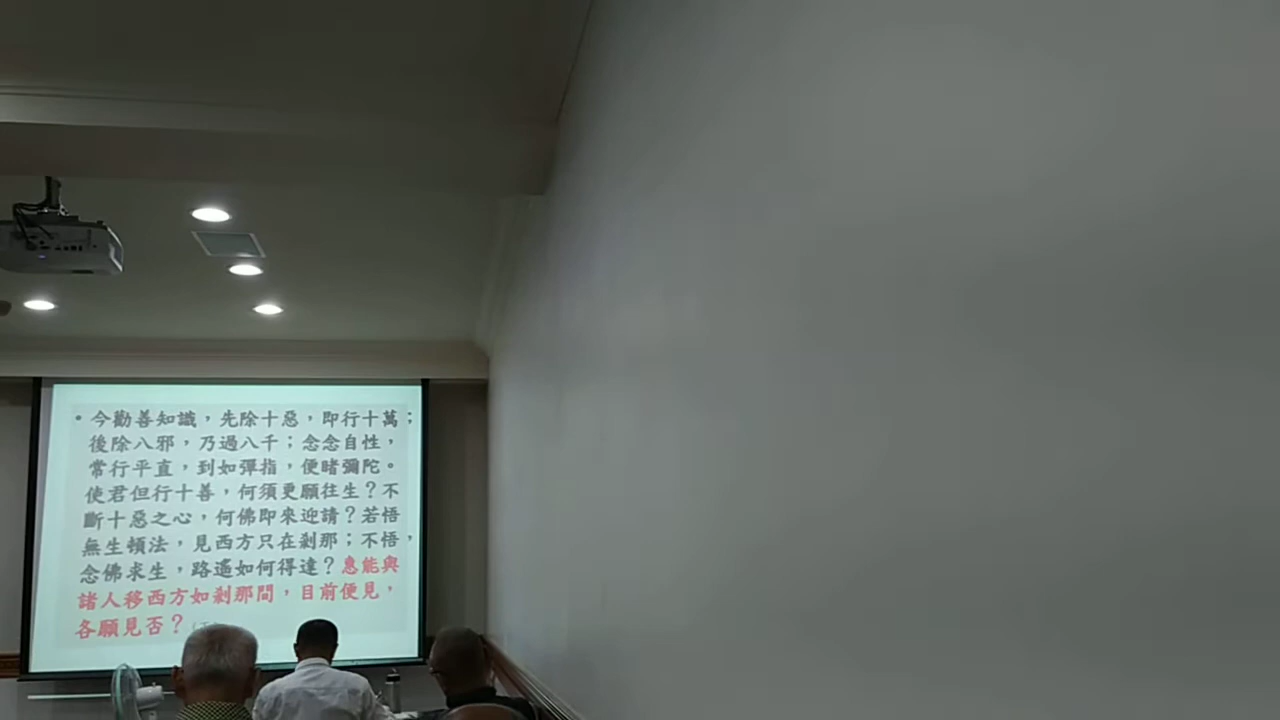 • 今勸善知識，先除十惡，即行十萬；
後除八邪，乃過八千；念念自性，
常行平直，到如彈指，便睹彌陀。
使君但行十善，何須更願往生？不
斷十惡之心，何佛即來迎請？若悟
無生頓法，見西方只在剎那；不悟，
念佛求生，路遙如何得達？惠能與
諸人移西方如剎那間，目前便見，
各願見否？